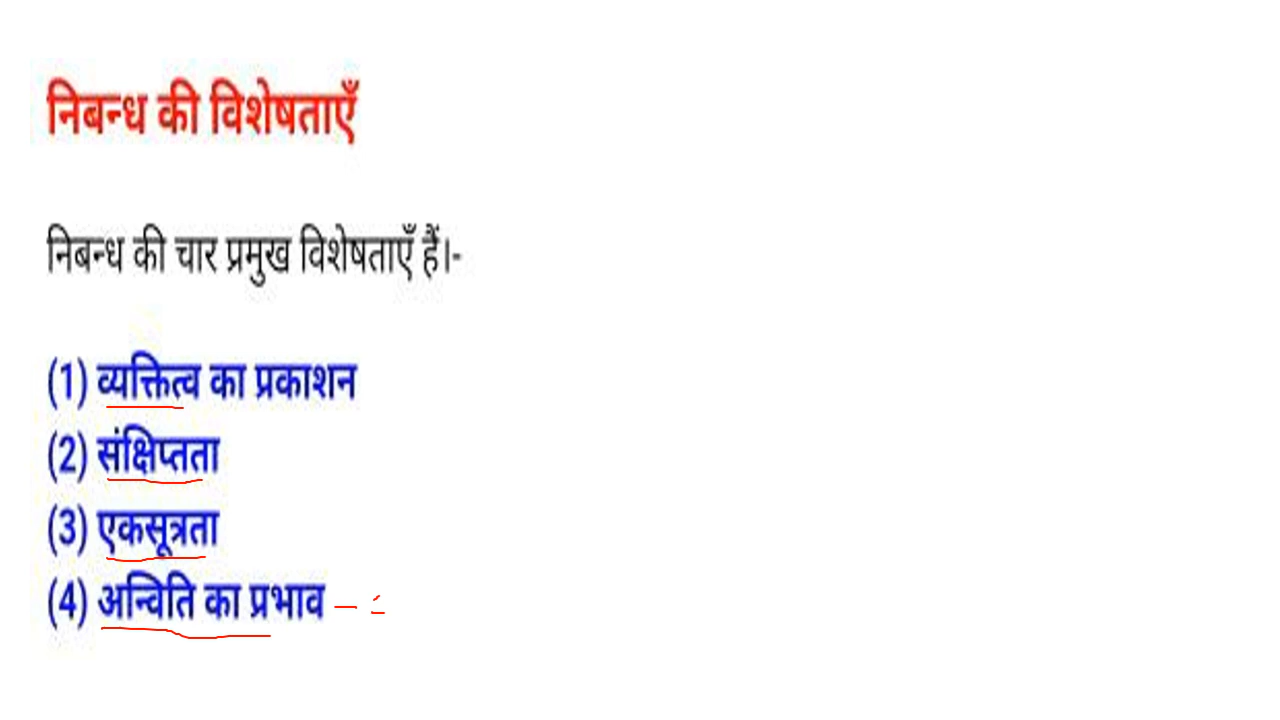 निबन्ध की विशेषताएँ
निबन्ध की चार प्रमुख विशेषताएँ हैं।-
(1) व्यक्तित्व का प्रकाशन
(2) संक्षिप्तता
(3) एकसूत्रता
(4) अन्विति का प्रभाव